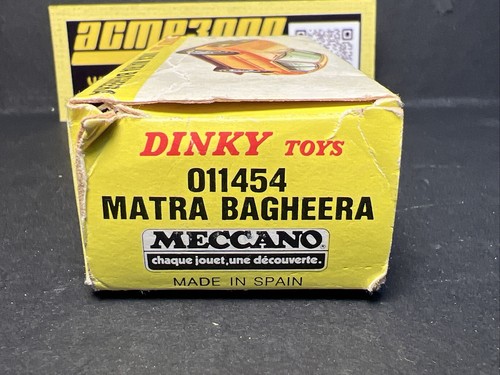 acme3000
DINKY TOYS
011454
MATRA BAGHEERA
MECCANO
chaque jouet,une découverte.
MADE IN SPAIN